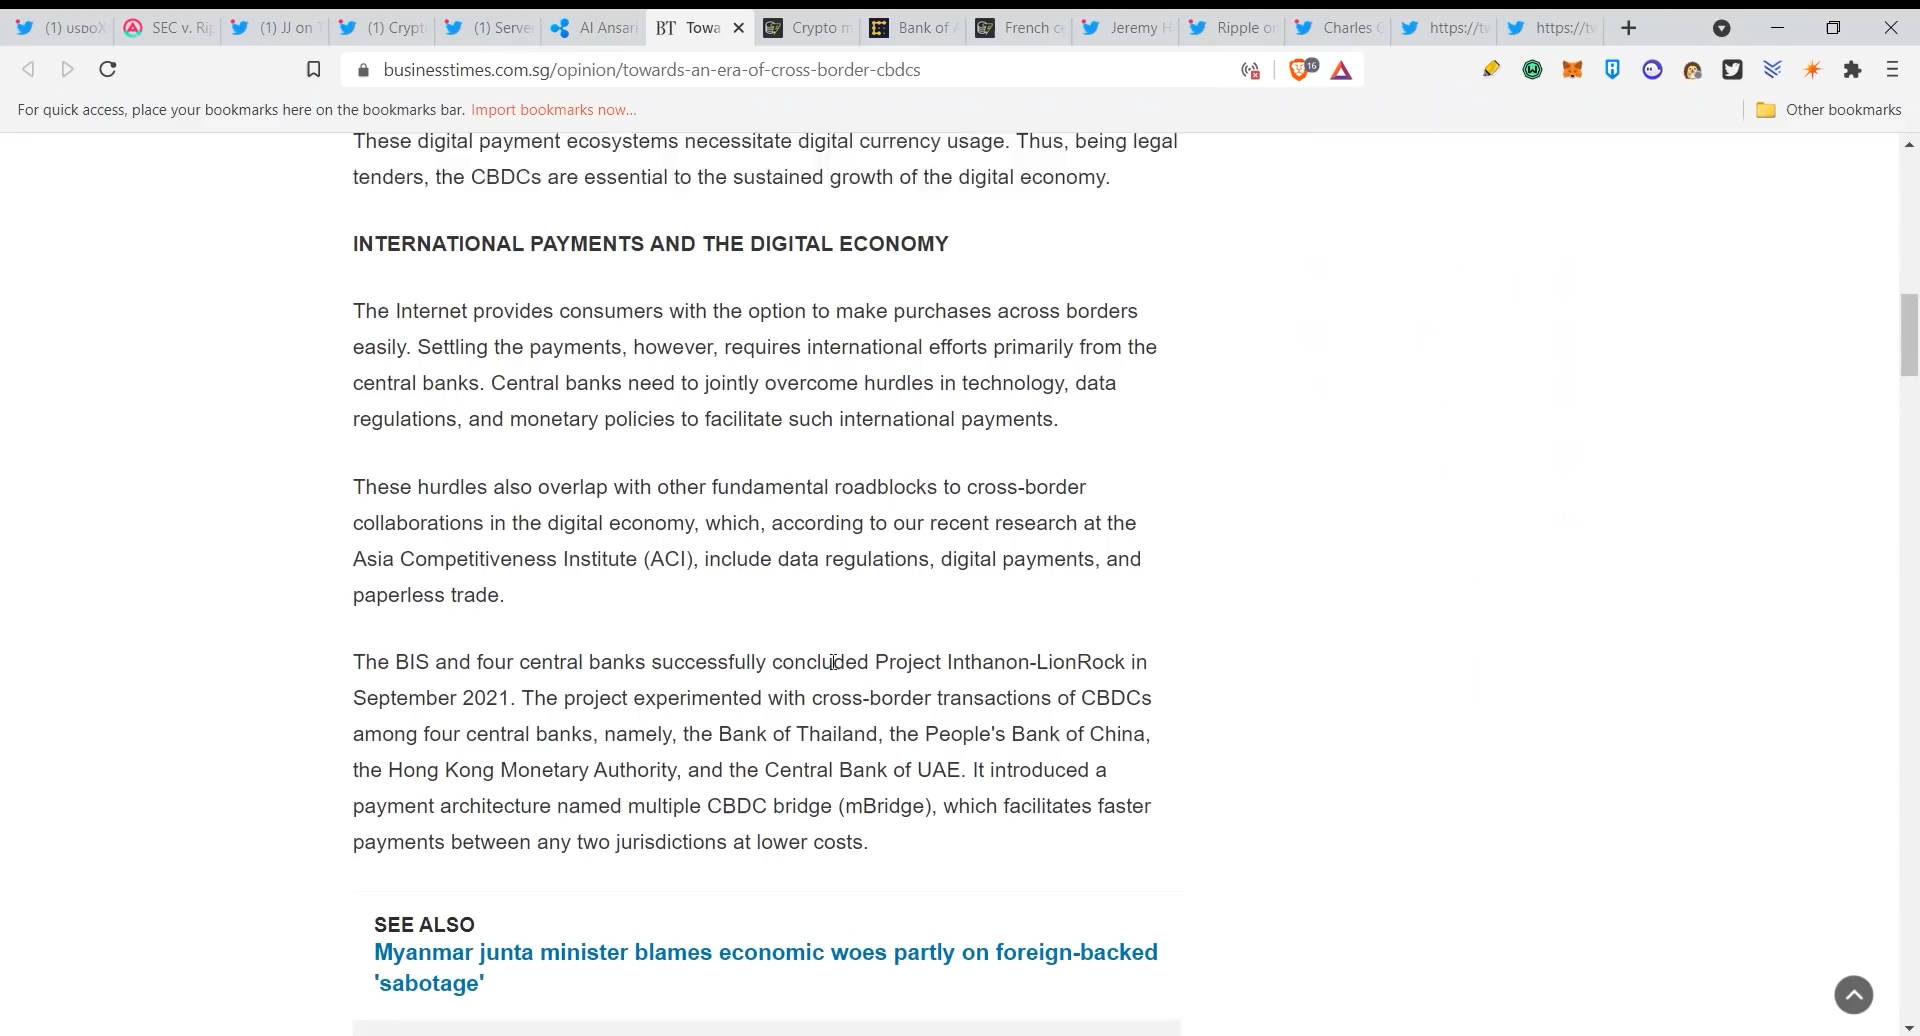 (1) usboX
SEC v. Rip
(1) JJ on T
(1) Crypt
(1) Serve
Al Ansari
BT Towa
Crypto m
Bank of A
French ce
Jeremy H
Ripple on
Charles G
https://tw
https://tw
businesstimes.com.sg/opinion/towards-an-era-of-cross-border-cbdcs
16
For quick access, place your bookmarks here on the bookmarks bar. Import bookmarks now...
Other bookmarks
These digital payment ecosystems necessitate digital currency usage. Thus, being legal
tenders, the CBDCs are essential to the sustained growth of the digital economy.
INTERNATIONAL PAYMENTS AND THE DIGITAL ECONOMY
The Internet provides consumers with the option to make purchases across borders
easily. Settling the payments, however, requires international efforts primarily from the
central banks. Central banks need to jointly overcome hurdles in technology, data
regulations, and monetary policies to facilitate such international payments.
These hurdles also overlap with other fundamental roadblocks to cross-border
collaborations in the digital economy, which, according to our recent research at the
Asia Competitiveness Institute (ACI), include data regulations, digital payments, and
paperless trade.
The BIS and four central banks successfully concluded Project Inthanon-LionRock in
September 2021. The project experimented with cross-border transactions of CBDCs
among four central banks, namely, the Bank of Thailand, the People's Bank of China,
the Hong Kong Monetary Authority, and the Central Bank of UAE. It introduced a
payment architecture named multiple CBDC bridge (mBridge), which facilitates faster
payments between any two jurisdictions at lower costs.
SEE ALSO
Myanmar junta minister blames economic woes partly on foreign-backed
'sabotage'